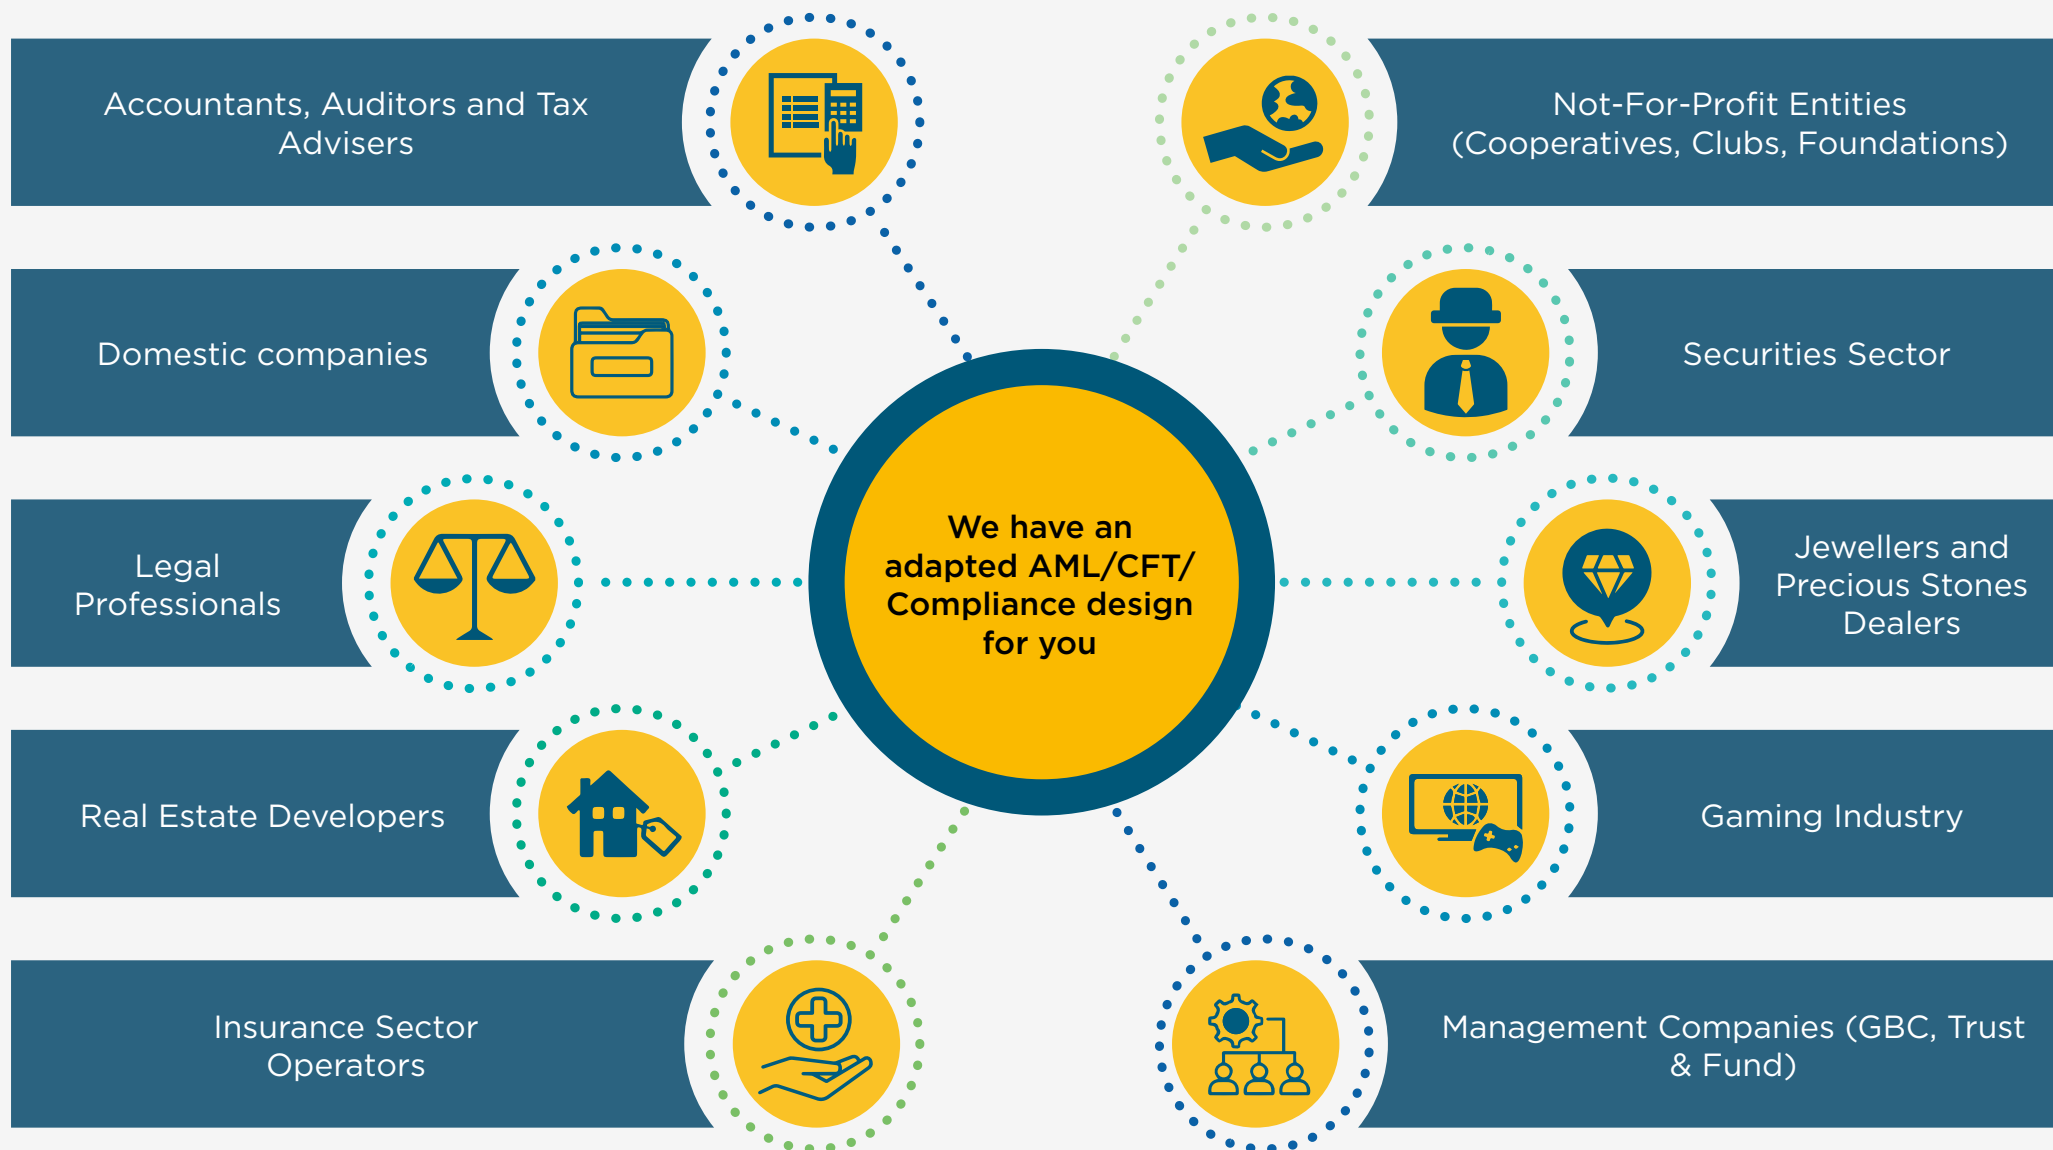 Accountants, Auditors and Tax
Advisers
Not-For-Profit Entities
(Cooperatives, Clubs, Foundations)
Domestic companies
Securities Sector
We have an
adapted AML/CFT/
Compliance design
for you
Legal
Professionals
Jewellers and
Precious Stones
Dealers
Real Estate Developers
Gaming Industry
Insurance Sector
Operators
Management Companies (GBC, Trust
& Fund)